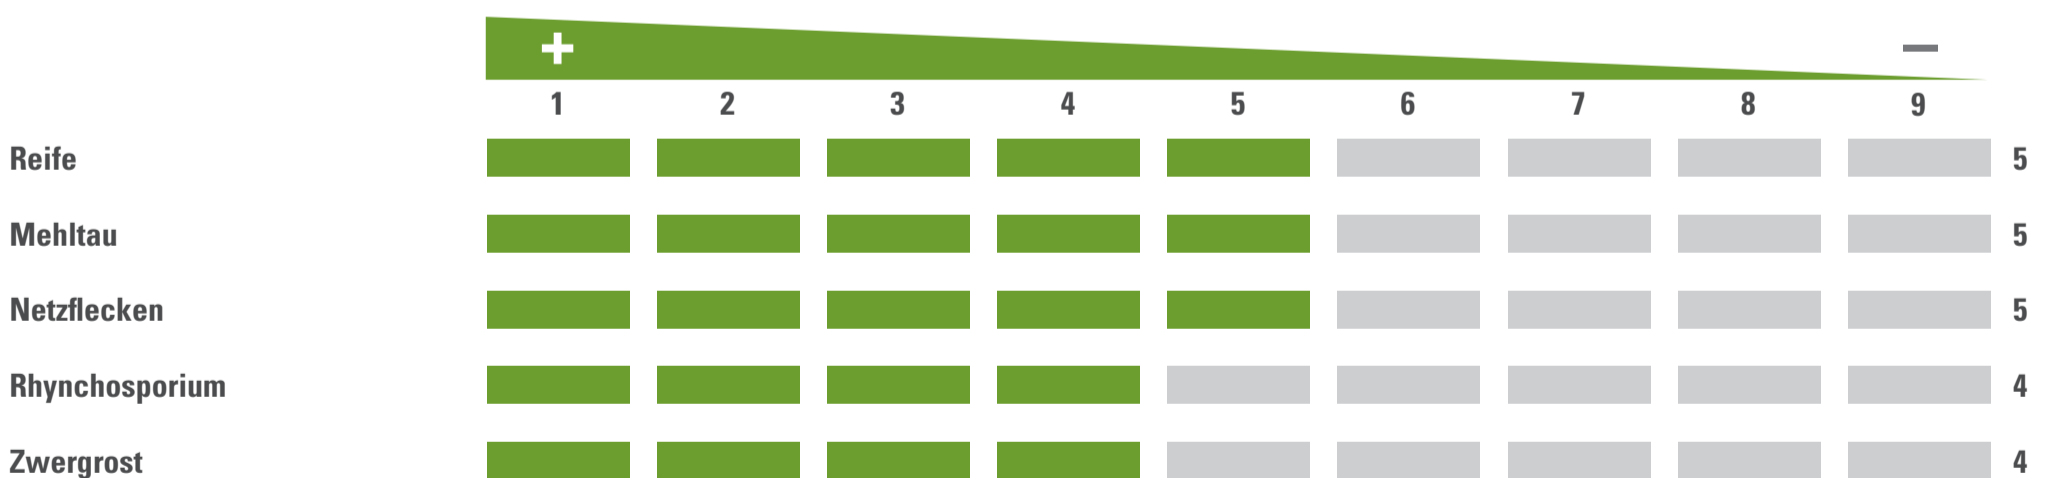 + −
1 2 3 4 5 6 7 8 9
Reife 5
Mehltau 5
Netzflecken 5
Rhynchosporium 4
Zwergrost 4